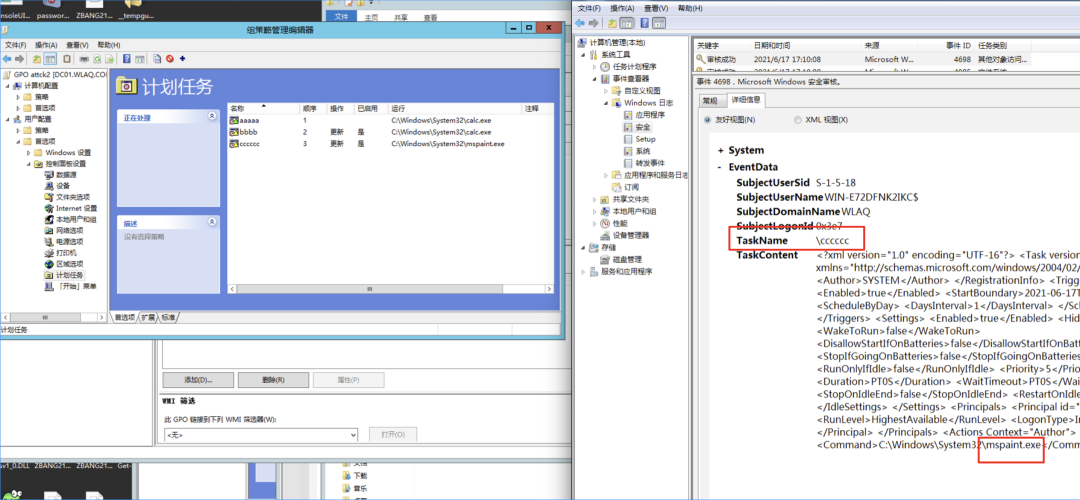 nsoleUI... passwor... ZBANG21... __tempgu...
文件 主页 共享 查看
组策略管理编辑器
文件(F) 操作(A) 查看(V) 帮助(H)
GPO attck2 [DC01.WLAQ.CO
计算机配置
策略
首选项
用户配置
策略
首选项
Windows 设置
控制面板设置
数据源
设备
文件夹选项
Internet 设置
本地用户和组
网络选项
电源选项
打印机
区域选项
计划任务
「开始」菜单
计划任务
正在处理
描述
没有选择策略
名称 顺序 操作 已启用 运行 注释
aaaaa 1 C:\Windows\System32\calc.exe
bbbb 2 更新 是 C:\Windows\System32\calc.exe
cccccc 3 更新 是 C:\Windows\System32\mspaint.exe
首选项 扩展 标准
计划任务
添加(D)... 删除(R) 属性(P)
WMI 筛选
此 GPO 链接到下列 WMI 筛选器(W):
<无> 打开(O)
sv1_0.DLL ZBANG21... ZBANG21... Get-
下载
音乐
文件(F) 操作(A) 查看(V) 帮助(H)
计算机管理(本地)
系统工具
任务计划程序
事件查看器
自定义视图
Windows 日志
应用程序
安全
Setup
系统
转发事件
应用程序和服务日志
订阅
共享文件夹
本地用户和组
性能
设备管理器
存储
磁盘管理
服务和应用程序
关键字 日期和时间 来源 事件 ID 任务类别
审核成功 2021/6/17 17:10:08 Microsoft W... 4698 其他对象访问...
事件 4698，Microsoft Windows 安全审核。
常规 详细信息
友好视图(N) XML 视图(X)
+ System
- EventData
SubjectUserSid S-1-5-18
SubjectUserName WIN-E72DFNK2IKC$
SubjectDomainName WLAQ
SubjectLogonId 0x3e7
TaskName \cccccc
TaskContent <?xml version="1.0" encoding="UTF-16"?> <Task version
xmlns="http://schemas.microsoft.com/windows/2004/02/
<Author>SYSTEM</Author> </RegistrationInfo> <Trigg
<Enabled>true</Enabled> <StartBoundary>2021-06-17T
<ScheduleByDay> <DaysInterval>1</DaysInterval> </Sch
</Triggers> <Settings> <Enabled>true</Enabled> <Hid
<WakeToRun>false</WakeToRun>
<DisallowStartIfOnBatteries>false</DisallowStartIfOnBatt
<StopIfGoingOnBatteries>false</StopIfGoingOnBatteries
<RunOnlyIfIdle>false</RunOnlyIfIdle> <Priority>5</Prio
<Duration>PT0S</Duration> <WaitTimeout>PT0S</Wait
<StopOnIdleEnd>false</StopOnIdleEnd> <RestartOnIdle
</IdleSettings> </Settings> <Principals> <Principal id="
<RunLevel>HighestAvailable</RunLevel> <LogonType>In
</Principal> </Principals> <Actions Context="Author">
<Command>C:\Windows\System32\mspaint.exe</Comm